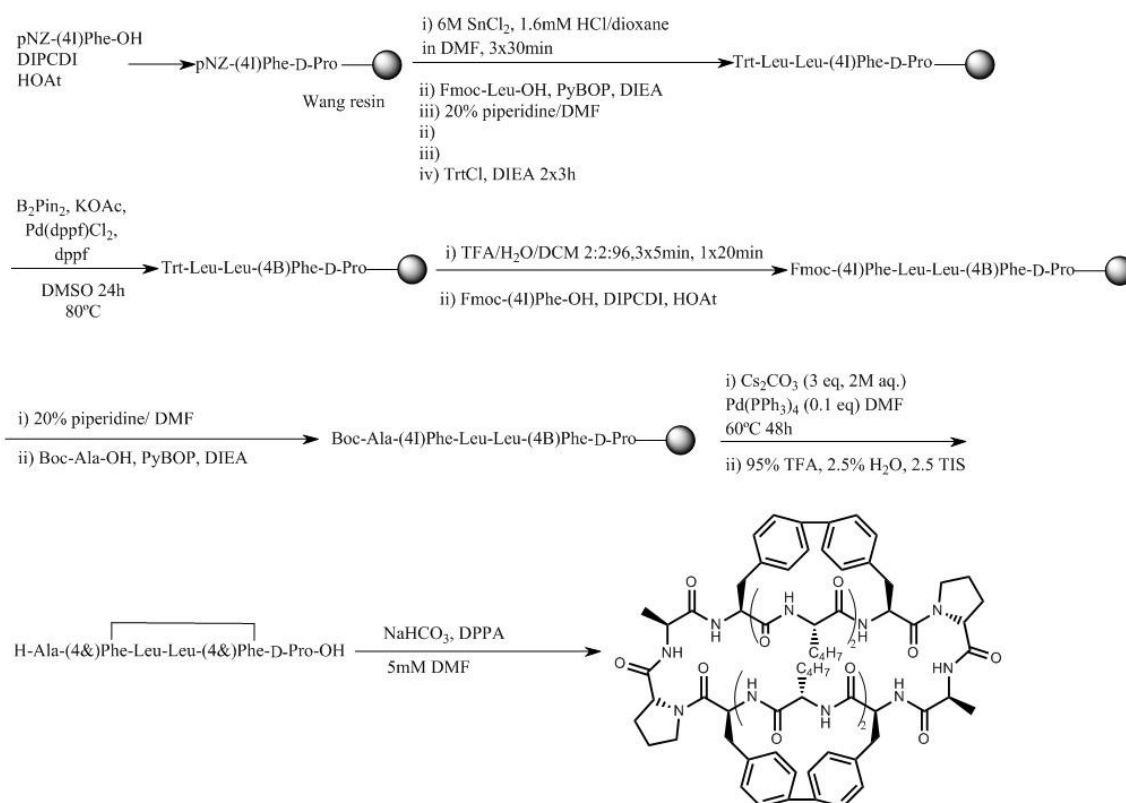 pNZ-(4I)Phe-OH
DIPCDI
HOAt
pNZ-(4I)Phe-D-Pro
Wang resin
i) 6M SnCl₂, 1.6mM HCl/dioxane
in DMF, 3x30min
ii) Fmoc-Leu-OH, PyBOP, DIEA
iii) 20% piperidine/DMF
ii)
iii)
iv) TrtCl, DIEA 2x3h
Trt-Leu-Leu-(4I)Phe-D-Pro
B₂Pin₂, KOAc,
Pd(dppf)Cl₂,
dppf
DMSO 24h
80ºC
Trt-Leu-Leu-(4B)Phe-D-Pro
i) TFA/H₂O/DCM 2:2:96,3x5min, 1x20min
ii) Fmoc-(4I)Phe-OH, DIPCDI, HOAt
Fmoc-(4I)Phe-Leu-Leu-(4B)Phe-D-Pro
i) 20% piperidine/ DMF
ii) Boc-Ala-OH, PyBOP, DIEA
Boc-Ala-(4I)Phe-Leu-Leu-(4B)Phe-D-Pro
i) Cs₂CO₃ (3 eq, 2M aq.)
Pd(PPh₃)₄ (0.1 eq) DMF
60ºC 48h
ii) 95% TFA, 2.5% H₂O, 2.5 TIS
H-Ala-(4&)Phe-Leu-Leu-(4&)Phe-D-Pro-OH
NaHCO₃, DPPA
5mM DMF
O H N O O
N H O N H O N
N H O C₄H₇ 2 O
O C₄H₇ N H
O H N O O H N
N O N H O 2 O